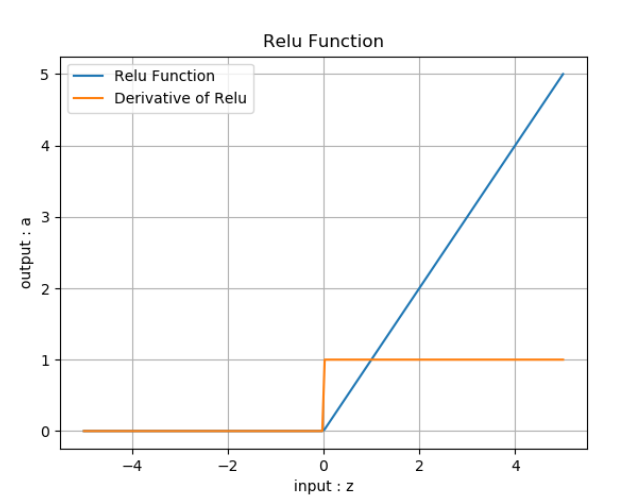 Relu Function
Relu Function
Derivative of Relu
5
4
3
2
1
0
output : a
−4
−2
0
2
4
input : z